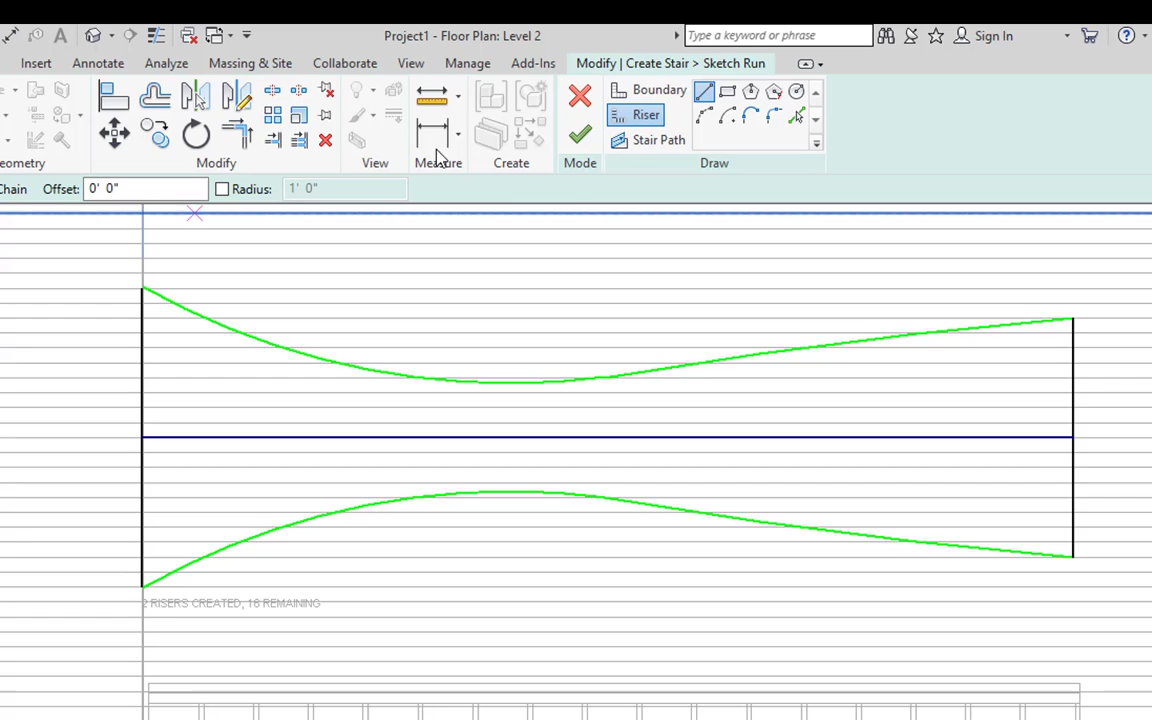 Project1 - Floor Plan: Level 2
Type a keyword or phrase
Sign In
Insert
Annotate
Analyze
Massing & Site
Collaborate
View
Manage
Add-Ins
Modify | Create Stair > Sketch Run
Boundary
Riser
Stair Path
eometry
Modify
View
Measure
Create
Mode
Draw
Chain
Offset:
0' 0"
Radius:
1' 0"
2 RISERS CREATED, 16 REMAINING